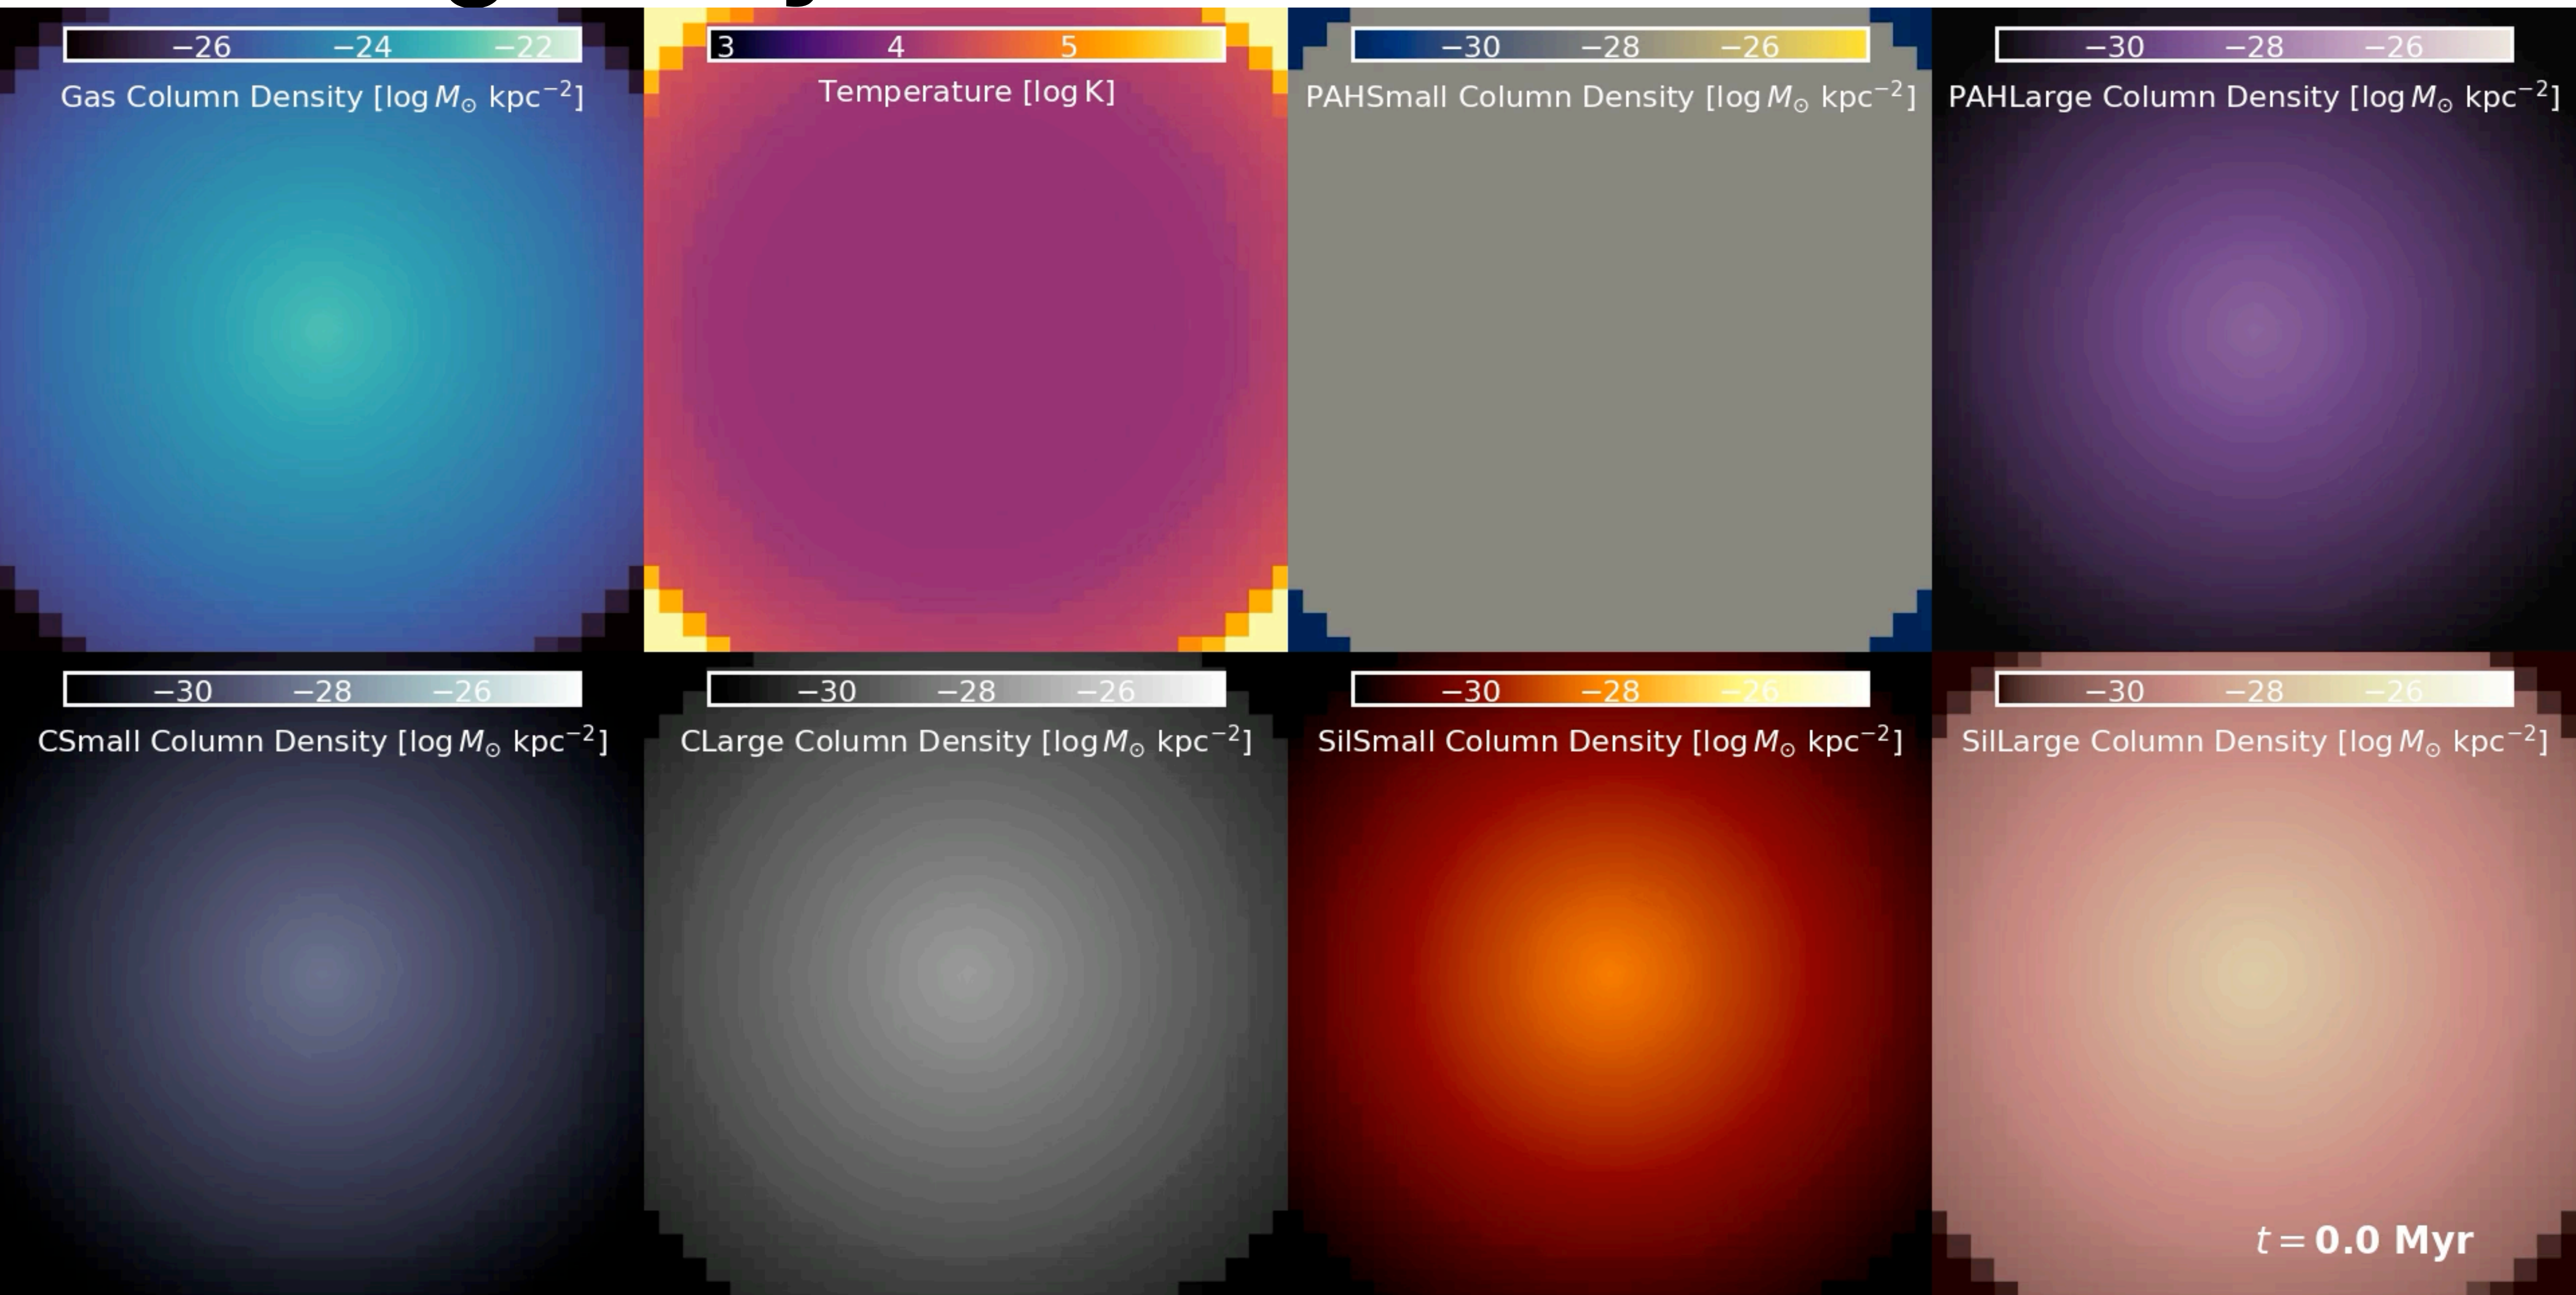 −26 −24 −22
Gas Column Density [log M⊙ kpc⁻²]
3 4 5
Temperature [log K]
−30 −28 −26
PAHSmall Column Density [log M⊙ kpc⁻²]
−30 −28 −26
PAHLarge Column Density [log M⊙ kpc⁻²]
−30 −28 −26
CSmall Column Density [log M⊙ kpc⁻²]
−30 −28 −26
CLarge Column Density [log M⊙ kpc⁻²]
−30 −28 −26
SilSmall Column Density [log M⊙ kpc⁻²]
−30 −28 −26
SilLarge Column Density [log M⊙ kpc⁻²]
t = 0.0 Myr